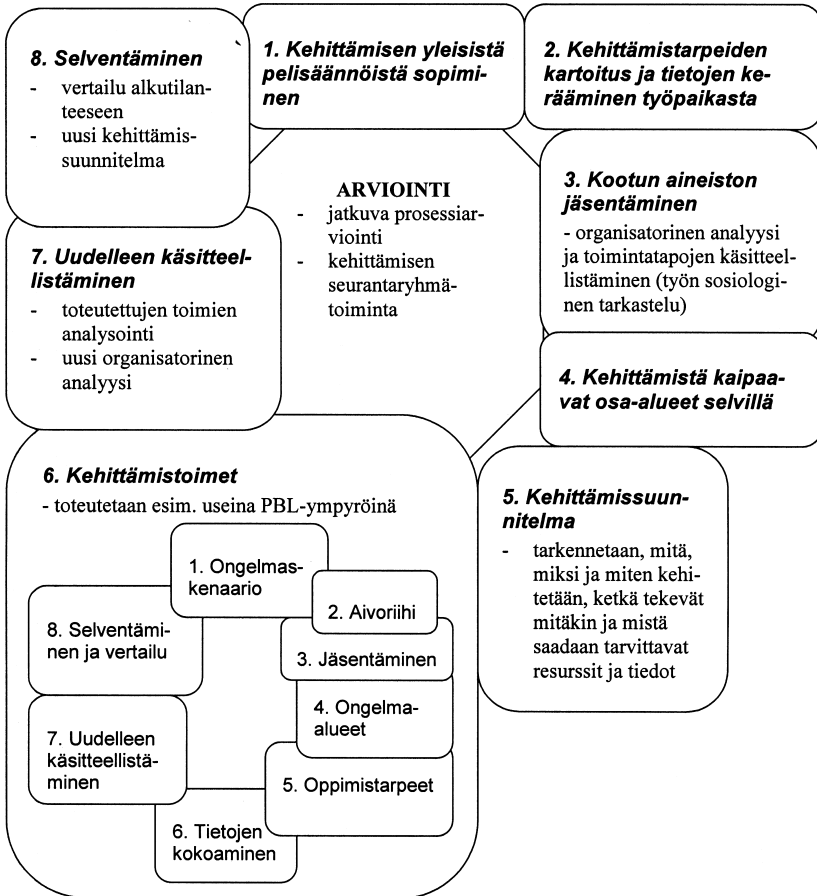 1. Kehittämisen yleisistä
pelisäännöistä sopimi-
nen
2. Kehittämistarpeiden
kartoitus ja tietojen ke-
rääminen työpaikasta
3. Kootun aineiston
jäsentäminen
- organisatorinen analyysi
ja toimintatapojen käsitteel-
listäminen (työn sosiologi-
nen tarkastelu)
4. Kehittämistä kaipaa-
vat osa-alueet selvillä
5. Kehittämissuun-
nitelma
- tarkennetaan, mitä,
miksi ja miten kehi-
tetään, ketkä tekevät
mitäkin ja mistä
saadaan tarvittavat
resurssit ja tiedot
6. Kehittämistoimet
- toteutetaan esim. useina PBL-ympyröinä
1. Ongelmas-
kenaario
2. Aivoriihi
3. Jäsentäminen
4. Ongelma-
alueet
5. Oppimistarpeet
6. Tietojen
kokoaminen
7. Uudelleen
käsitteellistä-
minen
8. Selventämi-
nen ja vertailu
7. Uudelleen käsitteel-
listäminen
- toteutettujen toimien
analysointi
- uusi organisatorinen
analyysi
8. Selventäminen
- vertailu alkutilan-
teeseen
- uusi kehittämis-
suunnitelma
ARVIOINTI
- jatkuva prosessiar-
viointi
- kehittämisen
seurantaryhmä-
toiminta